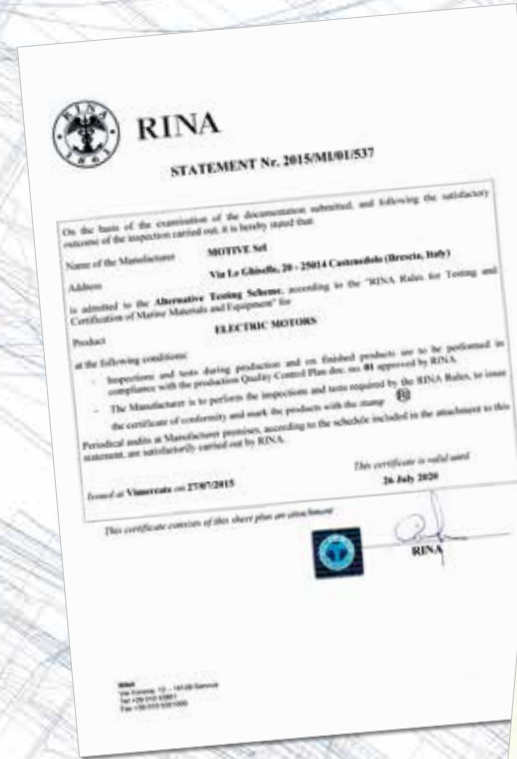 RINA
1861
RINA
STATEMENT Nr. 2015/MI/01/537
On the basis of the examination of the documentation submitted, and following the satisfactory
outcome of the inspection carried out, it is hereby stated that
Name of the Manufacturer MOTIVE Srl
Address Via Le Ghiselle, 20 - 25014 Castenedolo (Brescia, Italy)
is admitted to the Alternative Testing Scheme, according to the "RINA Rules for Testing and
Certification of Marine Materials and Equipment" for
Product ELECTRIC MOTORS
at the following conditions:
- Inspections and tests during production and on finished products are to be performed in
compliance with the production Quality Control Plan doc. no. 01 approved by RINA.
- The Manufacturer is to perform the inspections and tests required by the RINA Rules, to issue
the certificate of conformity and mark the products with the stamp
Periodical audits at Manufacturer premises, according to the schedule included in the attachment to this
statement, are satisfactorily carried out by RINA.
Issued at Vimercate on 27/07/2015
This certificate is valid until
26 July 2020
This certificate consists of this sheet plus an attachment
RINA
RINA